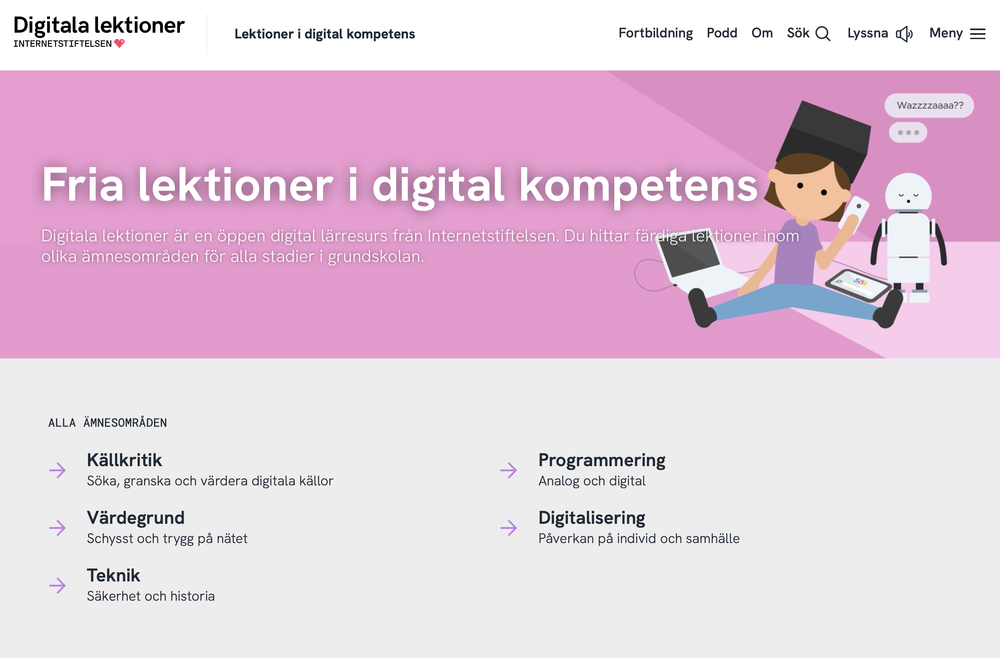 Digitala lektioner
INTERNETSTIFTELSEN
Lektioner i digital kompetens
Fortbildning
Podd
Om
Sök
Lyssna
Meny
Wazzzzaaaa??
Fria lektioner i digital kompetens
Digitala lektioner är en öppen digital lärresurs från Internetstiftelsen. Du hittar färdiga lektioner inom
olika ämnesområden för alla stadier i grundskolan.
Sök
ALLA ÄMNESOMRÅDEN
Källkritik
Söka, granska och värdera digitala källor
Programmering
Analog och digital
Värdegrund
Schysst och trygg på nätet
Digitalisering
Påverkan på individ och samhälle
Teknik
Säkerhet och historia